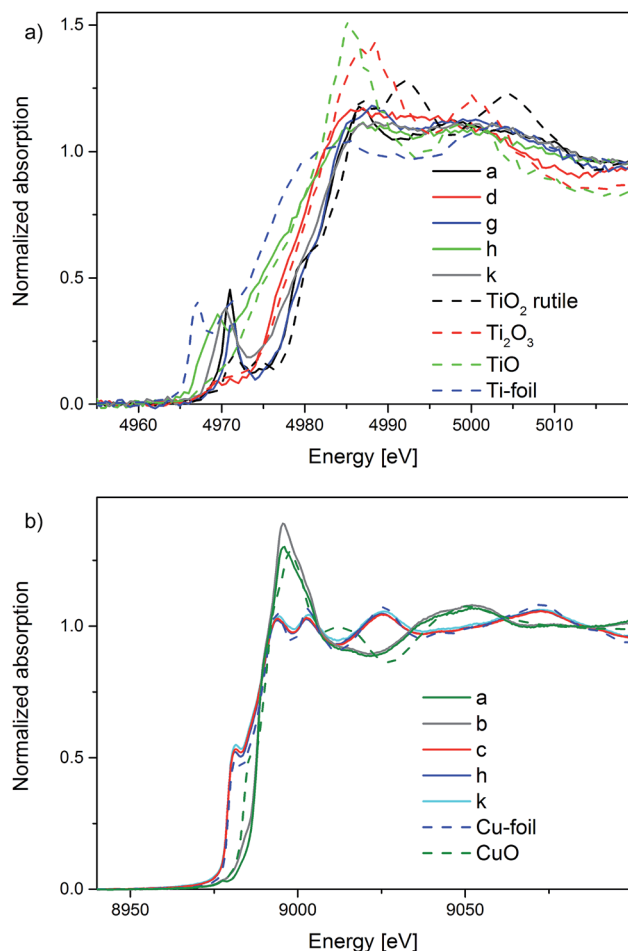 a)
Normalized absorption
1.5
1.0
0.5
0.0
a
d
g
h
k
TiO₂ rutile
Ti₂O₃
TiO
Ti-foil
4960 4970 4980 4990 5000 5010
Energy [eV]
b)
Normalized absorption
1.0
0.5
0.0
a
b
c
h
k
Cu-foil
CuO
8950 9000 9050
Energy [eV]